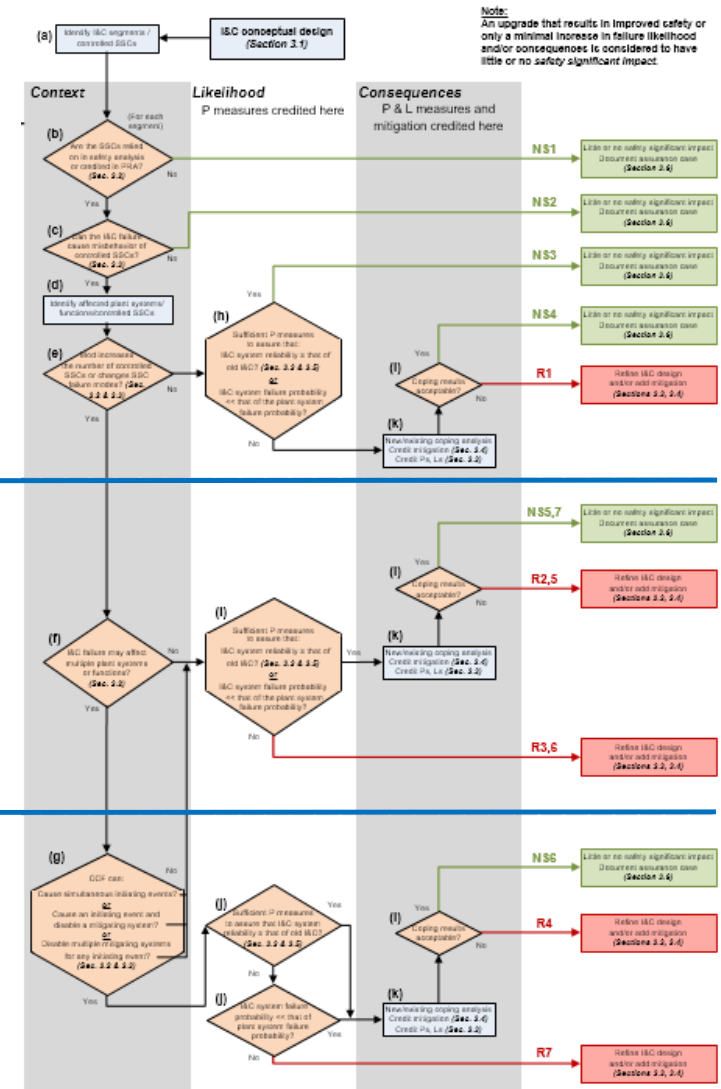 Note:
An upgrade that results in improved safety or
only a minimal increase in failure likelihood
and/or consequences is considered to have
little or no safety significant impact.
(a)
Identify I&C segments /
controlled SSCs
I&C conceptual design
(Section 3.1)
Context
Likelihood
P measures credited here
Consequences
P & L measures and
mitigation credited here
(For each
segment)
(b)
Are the SSCs relied
on in safety analysis
or credited in PRA?
(Sec. 3.2)
No
Yes
NS1
Little or no safety significant impact
Document assurance case
(Section 3.6)
(c)
Can the I&C failure
cause misbehavior of
controlled SSCs?
(Sec. 3.3)
No
Yes
NS2
Little or no safety significant impact
Document assurance case
(Section 3.6)
(d)
Identify affected plant systems/
functions/controlled SSCs
NS3
Little or no safety significant impact
Document assurance case
(Section 3.6)
(e)
Mod increased
the number of controlled
SSCs or changes SSC
failure modes? (Sec.
No
Yes
(h)
Yes
Sufficient P measures
to assure that:
I&C system reliability ≥ that of
old I&C? (Secs. 3.3 & 3.5)
or
I&C system failure probability
<< that of the plant system
failure probability?
No
NS4
Little or no safety significant impact
Document assurance case
(Section 3.6)
Yes
(l)
Coping results
acceptable?
No
R1
Refine I&C design
and/or add mitigation
(Sections 3.3, 3.4)
(k)
New/existing coping analysis
Credit mitigation (Sec. 3.4)
Credit Ps, Ls (Sec. 3.3)
NS5,7
Little or no safety significant impact
Document assurance case
(Section 3.6)
Yes
(l)
Coping results
acceptable?
No
R2,5
Refine I&C design
and/or add mitigation
(Sections 3.3, 3.4)
(f)
I&C failure may affect
multiple plant systems
or functions?
(Sec. 3.3)
No
Yes
(i)
Sufficient P measures
to assure that:
I&C system reliability ≥ that of
old I&C? (Secs. 3.3 & 3.5)
or
I&C system failure probability
<< that of the plant system
failure probability?
Yes
No
(k)
New/existing coping analysis
Credit mitigation (Sec. 3.4)
Credit Ps, Ls (Sec. 3.3)
R3,6
Refine I&C design
and/or add mitigation
(Sections 3.3, 3.4)
(g)
CCF can:
No
Cause simultaneous initiating events?
or
Cause an initiating event and
disable a mitigating system?
or
Disable multiple mitigating systems
for any initiating event?
Yes
(j)
Sufficient P measures
to assure that I&C system
reliability ≥ that of old I&C?
(Secs. 3.3 & 3.5)
Yes
No
(j)
I&C system failure
probability << that of
plant system failure
probability?
Yes
No
NS6
Little or no safety significant impact
Document assurance case
(Section 3.6)
Yes
(l)
Coping results
acceptable?
No
R4
Refine I&C design
and/or add mitigation
(Sections 3.3, 3.4)
(k)
New/existing coping analysis
Credit mitigation (Sec. 3.4)
Credit Ps, Ls (Sec. 3.3)
R7
Refine I&C design
and/or add mitigation
(Sections 3.3, 3.4)